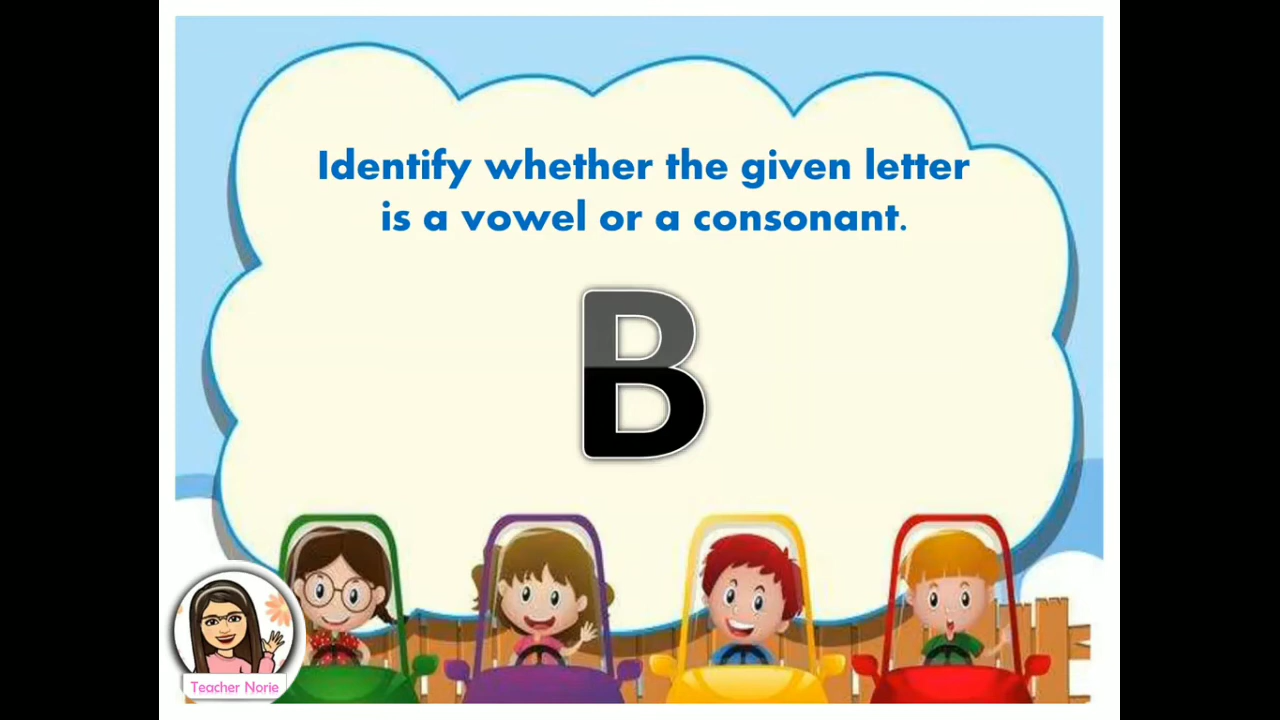 Identify whether the given letter
is a vowel or a consonant.
B
Teacher Norie